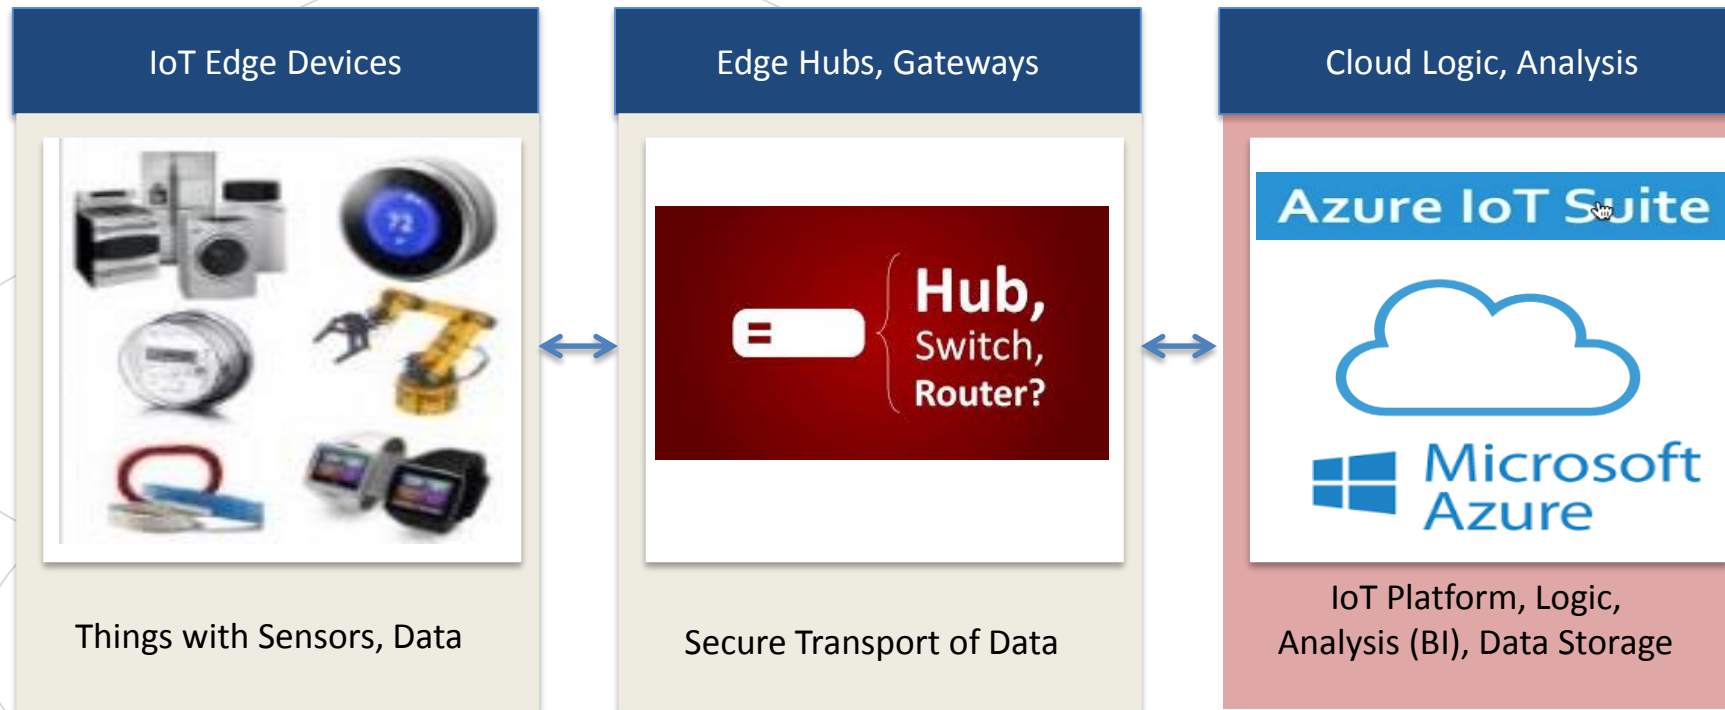 IoT Edge Devices
72
Things with Sensors, Data
Edge Hubs, Gateways
Hub,
Switch,
Router?
Secure Transport of Data
Cloud Logic, Analysis
Azure IoT Suite
Microsoft
Azure
IoT Platform, Logic,
Analysis (BI), Data Storage